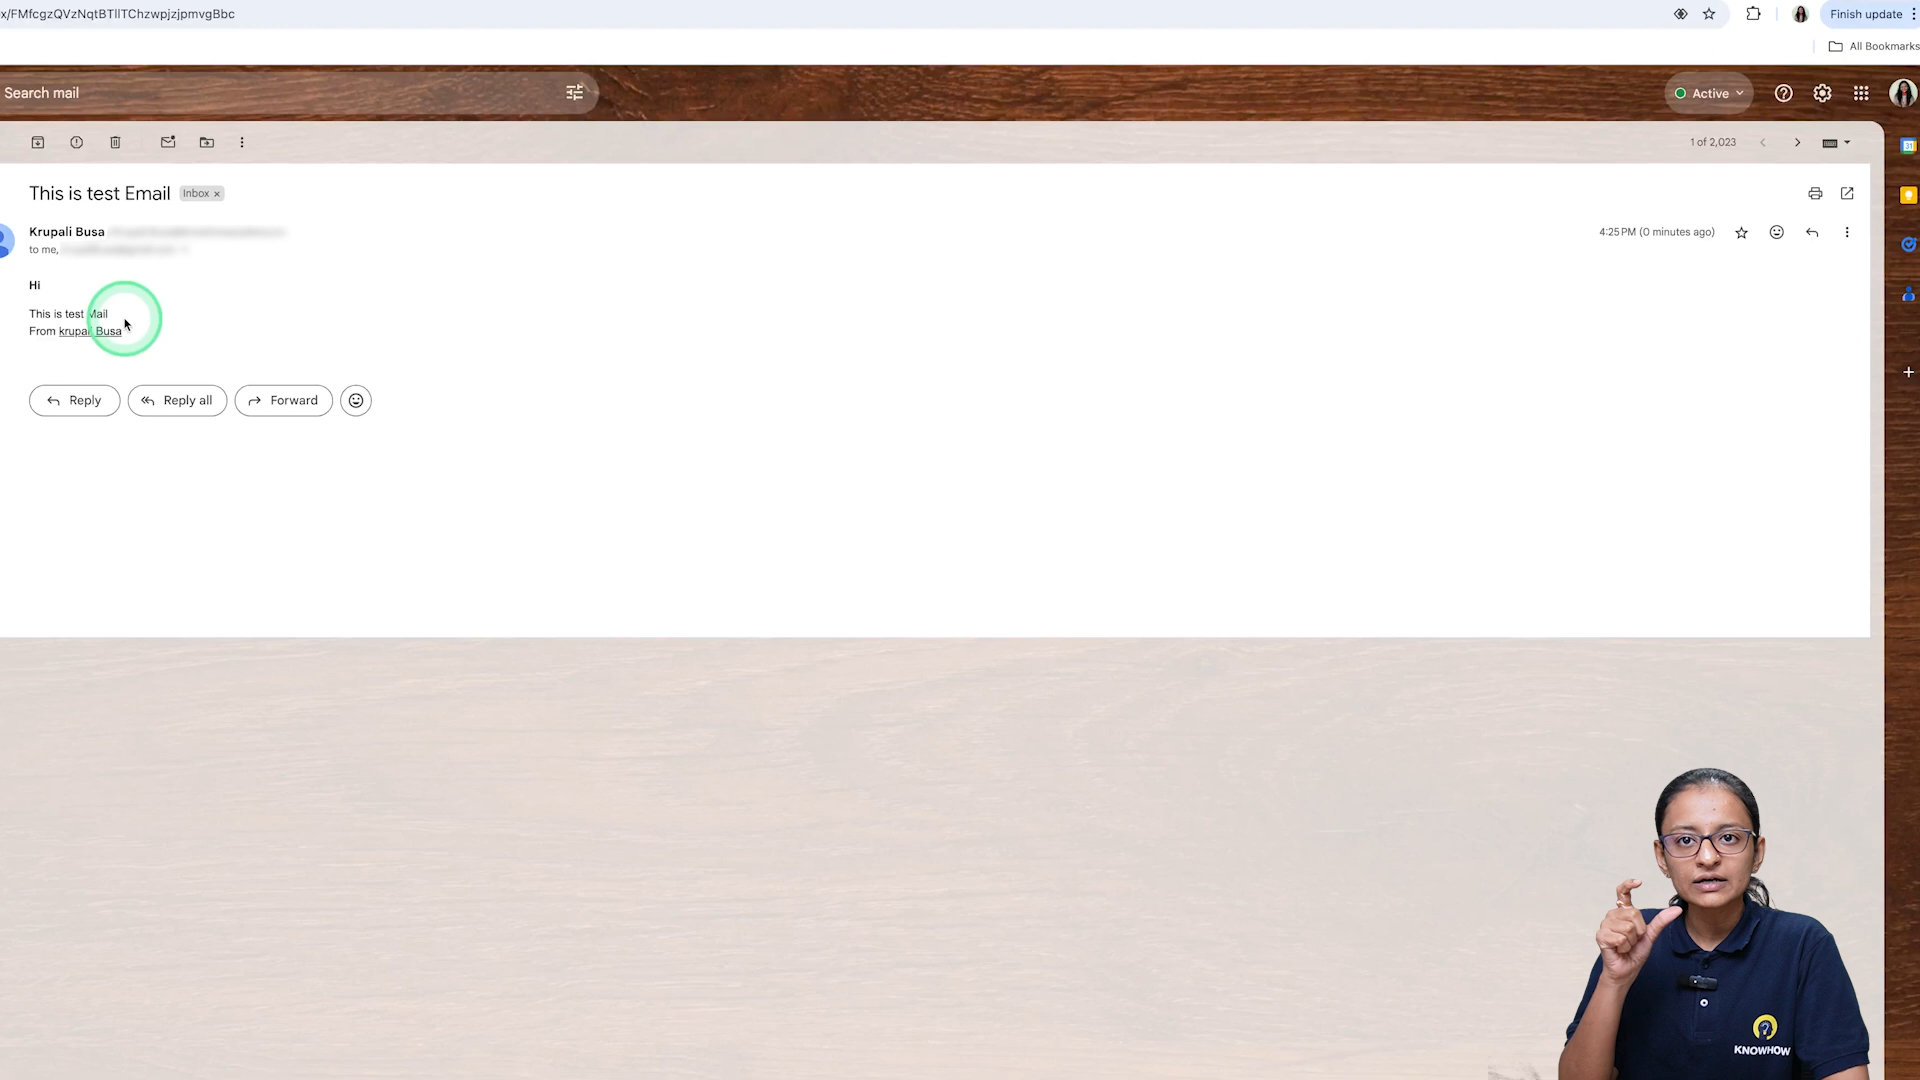 x/FMfcgzQVzNqtBTllTChzwpjzjpmvgBbc
Finish update
All Bookmarks
Search mail
Active
1 of 2,023
31
This is test Email
Inbox ×
Krupali Busa
4:25 PM (0 minutes ago)
to me,
Hi
This is test Mail
From krupali Busa
Reply
Reply all
Forward
KNOWHOW